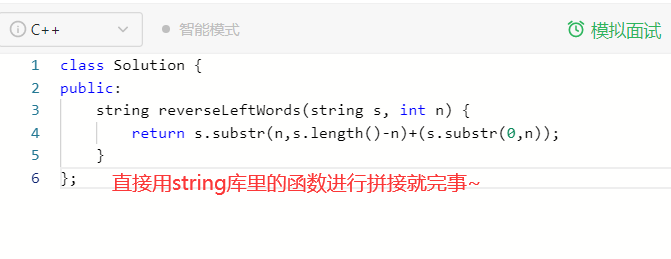 C++
智能模式
模拟面试
1 class Solution {
2 public:
3 string reverseLeftWords(string s, int n) {
4 return s.substr(n,s.length()-n)+(s.substr(0,n));
5 }
6 };
直接用string库里的函数进行拼接就完事~